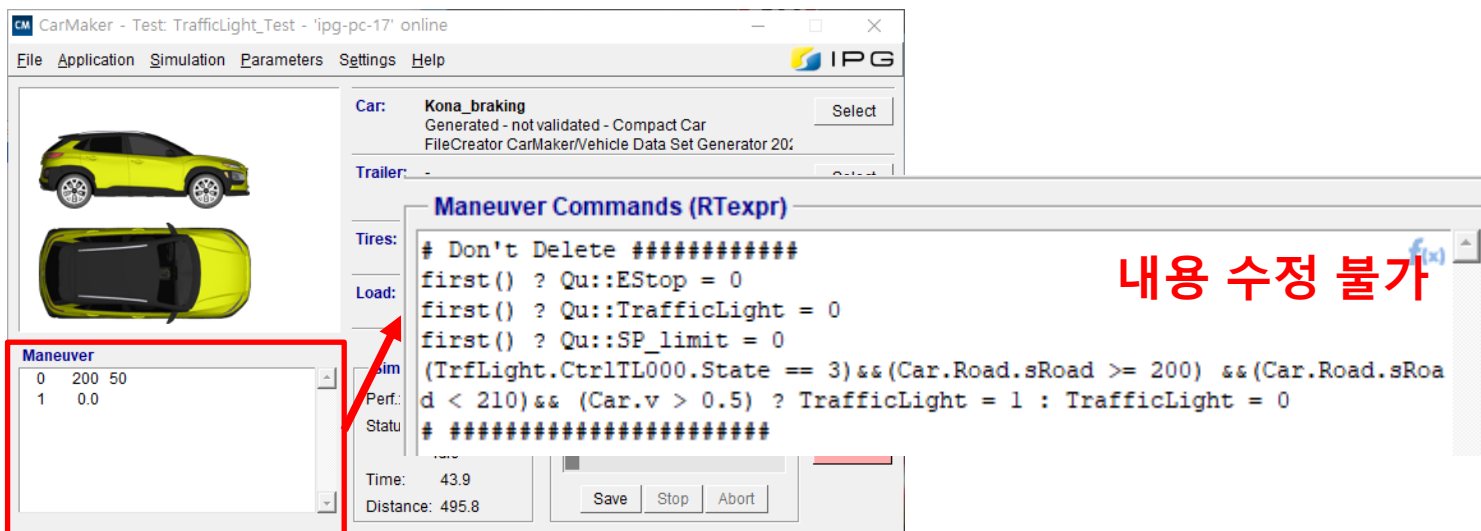 CM CarMaker - Test: TrafficLight_Test - 'ipg-pc-17' online
File Application Simulation Parameters Settings Help
IPG
Car: Kona_braking
Generated - not validated - Compact Car
FileCreator CarMaker/Vehicle Data Set Generator 202
Select
Trailer: -
Tires:
Load:
Maneuver
0 200 50
1 0.0
Sim
Perf.:
Statu
Time: 43.9
Distance: 495.8
Save Stop Abort
Maneuver Commands (RTexpr)
# Don't Delete ############
first() ? Qu::EStop = 0
first() ? Qu::TrafficLight = 0
first() ? Qu::SP_limit = 0
(TrfLight.CtrlTL000.State == 3)&&(Car.Road.sRoad >= 200) &&(Car.Road.sRoa
d < 210)&& (Car.v > 0.5) ? TrafficLight = 1 : TrafficLight = 0
# #######################
f(x)
내용 수정 불가